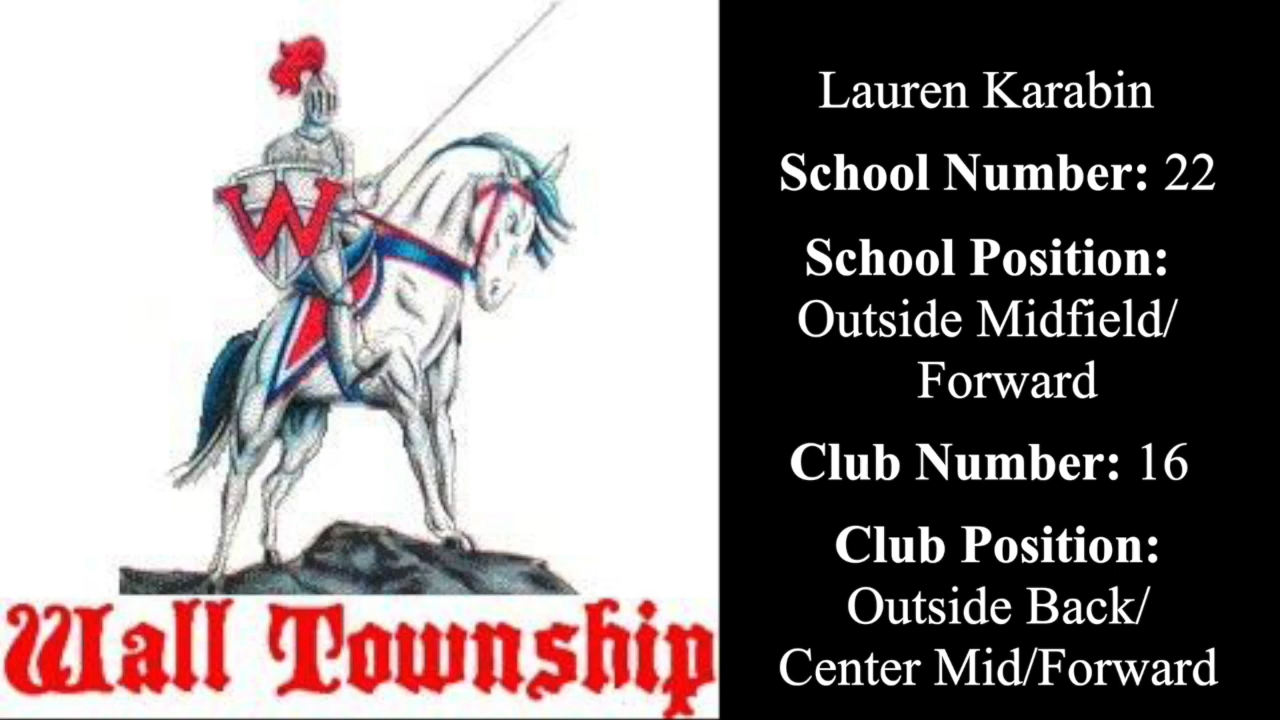 W
Wall Township
Lauren Karabin
School Number: 22
School Position:
Outside Midfield/
Forward
Club Number: 16
Club Position:
Outside Back/
Center Mid/Forward